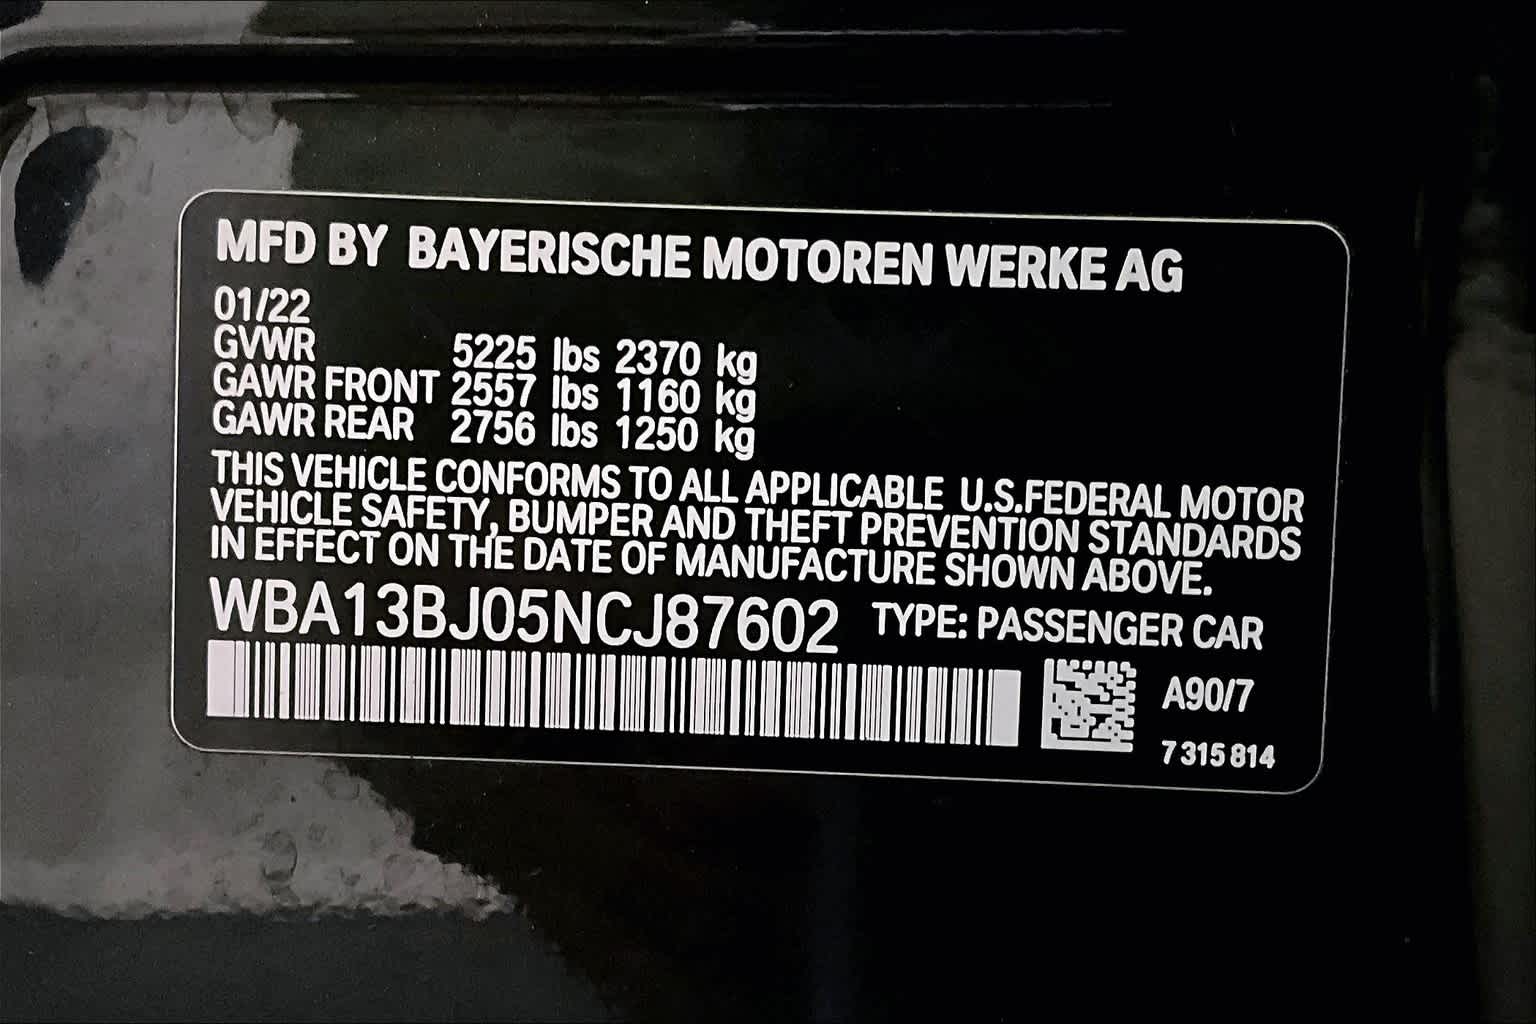 MFD BY BAYERISCHE MOTOREN WERKE AG
01/22
GVWR 5225 lbs 2370 kg
GAWR FRONT 2557 lbs 1160 kg
GAWR REAR 2756 lbs 1250 kg
THIS VEHICLE CONFORMS TO ALL APPLICABLE U.S.FEDERAL MOTOR
VEHICLE SAFETY, BUMPER AND THEFT PREVENTION STANDARDS
IN EFFECT ON THE DATE OF MANUFACTURE SHOWN ABOVE.
WBA13BJ05NCJ87602 TYPE: PASSENGER CAR
A90/7
7 315 814